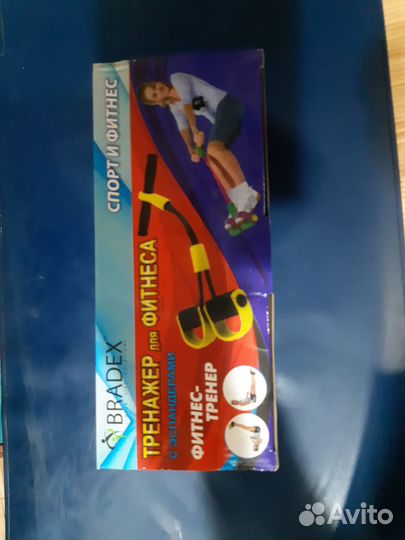 BRADEX
СПОРТ И ФИТНЕС
ТРЕНАЖЕР для ФИТНЕСА
С ЭСПАНДЕРАМИ
ФИТНЕС-
ТРЕНЕР
Avito